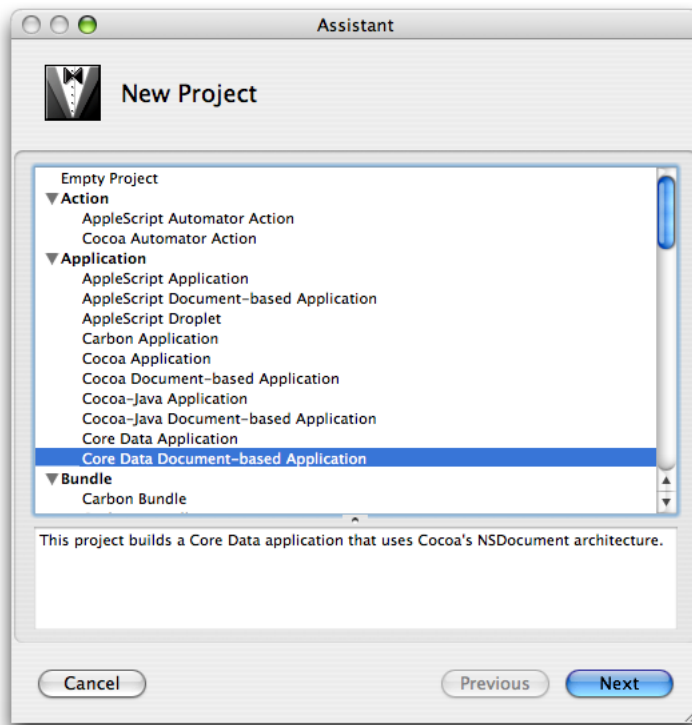 Assistant
New Project
Empty Project
Action
AppleScript Automator Action
Cocoa Automator Action
Application
AppleScript Application
AppleScript Document-based Application
AppleScript Droplet
Carbon Application
Cocoa Application
Cocoa Document-based Application
Cocoa-Java Application
Cocoa-Java Document-based Application
Core Data Application
Core Data Document-based Application
Bundle
Carbon Bundle
This project builds a Core Data application that uses Cocoa's NSDocument architecture.
Cancel
Previous
Next